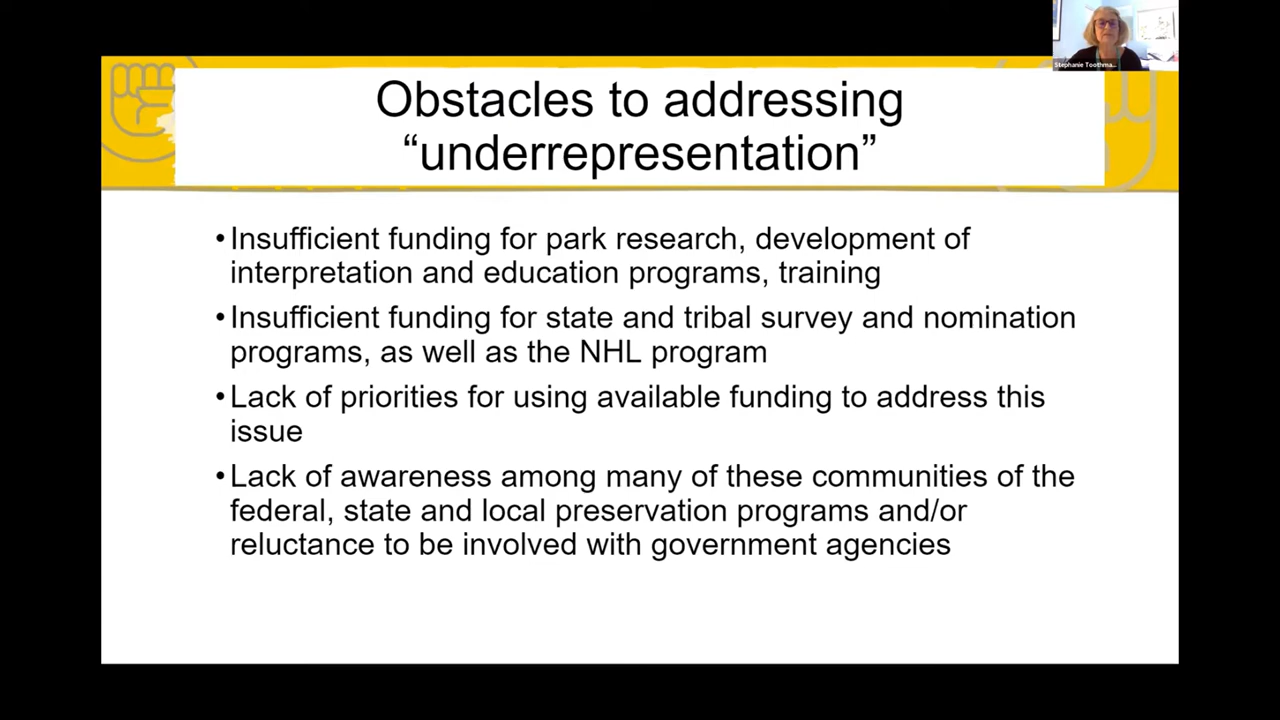 Stephanie Toothma...
Obstacles to addressing
“underrepresentation”
•Insufficient funding for park research, development of
interpretation and education programs, training
•Insufficient funding for state and tribal survey and nomination
programs, as well as the NHL program
•Lack of priorities for using available funding to address this
issue
•Lack of awareness among many of these communities of the
federal, state and local preservation programs and/or
reluctance to be involved with government agencies